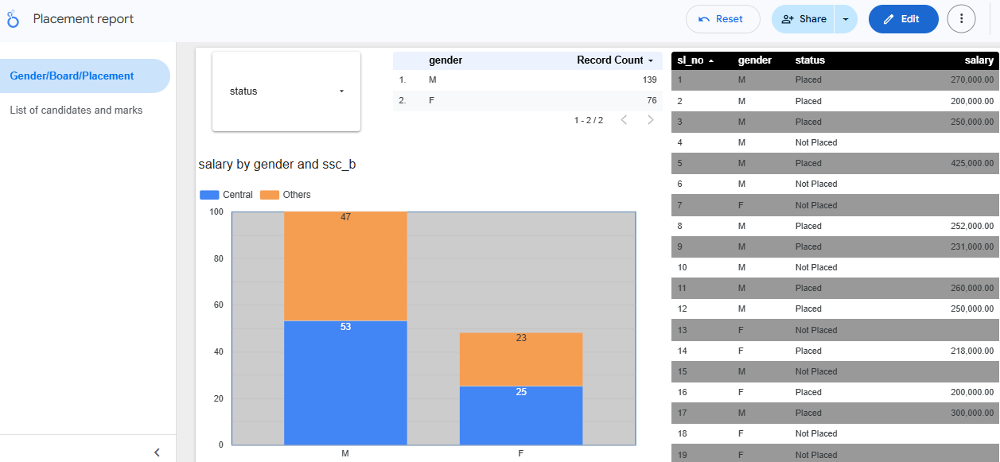 Placement report
Reset
Share
Edit
Gender/Board/Placement
List of candidates and marks
status
gender Record Count
1. M 139
2. F 76
1 - 2 / 2
salary by gender and ssc_b
Central Others
100
80
60
40
20
0
47
53
23
25
M F
sl_no gender status salary
1 M Placed 270,000.00
2 M Placed 200,000.00
3 M Placed 250,000.00
4 M Not Placed
5 M Placed 425,000.00
6 M Not Placed
7 F Not Placed
8 M Placed 252,000.00
9 M Placed 231,000.00
10 M Not Placed
11 M Placed 260,000.00
12 M Placed 250,000.00
13 F Not Placed
14 F Placed 218,000.00
15 M Not Placed
16 F Placed 200,000.00
17 M Placed 300,000.00
18 F Not Placed
19 F Not Placed